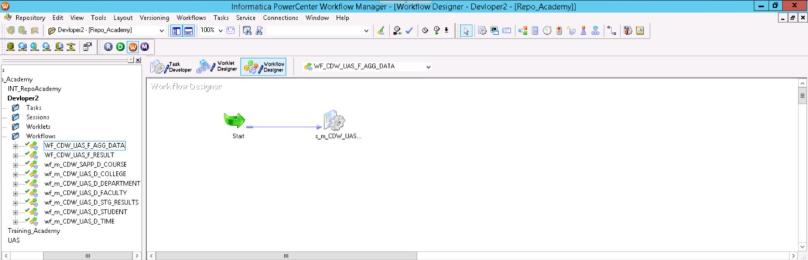 Informatica PowerCenter Workflow Manager - [Workflow Designer - Devloper2 - [Repo_Academy]]
Repository Edit View Tools Layout Versioning Workflows Tasks Service Connections Window Help
Devloper2 - [Repo_Academy] 100%
R D W M
Task Developer Worklet Designer Workflow Designer WF_CDW_UAS_F_AGG_DATA
Workflow Designer
s
o_Academy
INT_RepoAcademy
Devloper2
Tasks
Sessions
Worklets
Workflows
WF_CDW_UAS_F_AGG_DATA
WF_CDW_UAS_F_RESULT
wf_m_CDW_SAPP_D_COURSE
wf_m_CDW_UAS_D_COLLEGE
wf_m_CDW_UAS_D_DEPARTMENT
wf_m_CDW_UAS_D_FACULTY
wf_m_CDW_UAS_D_STG_RESULTS
wf_m_CDW_UAS_D_STUDENT
wf_m_CDW_UAS_D_TIME
Training_Academy
UAS
Start
s_m_CDW_UAS...